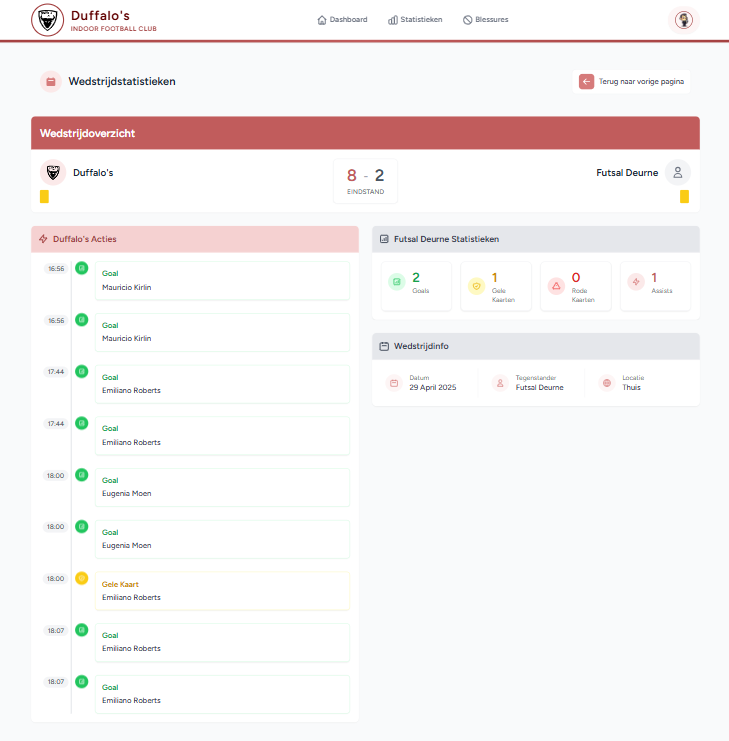 Duffalo's
INDOOR FOOTBALL CLUB
Dashboard
Statistieken
Blessures
Wedstrijdstatistieken
Terug naar vorige pagina
Wedstrijdoverzicht
Duffalo's
8 - 2
EINDSTAND
Futsal Deurne
Duffalo's Acties
16:56
Goal
Mauricio Kirlin
16:56
Goal
Mauricio Kirlin
17:44
Goal
Emiliano Roberts
17:44
Goal
Emiliano Roberts
18:00
Goal
Eugenia Moen
18:00
Goal
Eugenia Moen
18:00
Gele Kaart
Emiliano Roberts
18:07
Goal
Emiliano Roberts
18:07
Goal
Emiliano Roberts
Futsal Deurne Statistieken
2
Goals
1
Gele
Kaarten
0
Rode
Kaarten
1
Assists
Wedstrijdinfo
Datum
29 April 2025
Tegenstander
Futsal Deurne
Locatie
Thuis